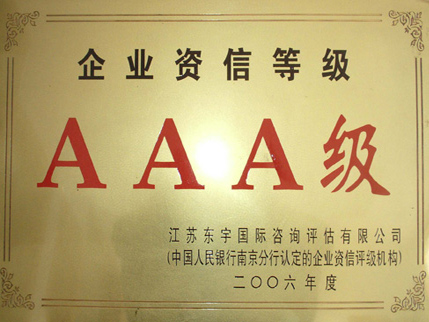 企业资信等级
AAA级
江苏东宇国际咨询评估有限公司
(中国人民银行南京分行认定的企业资信评级机构)
二〇〇六年度